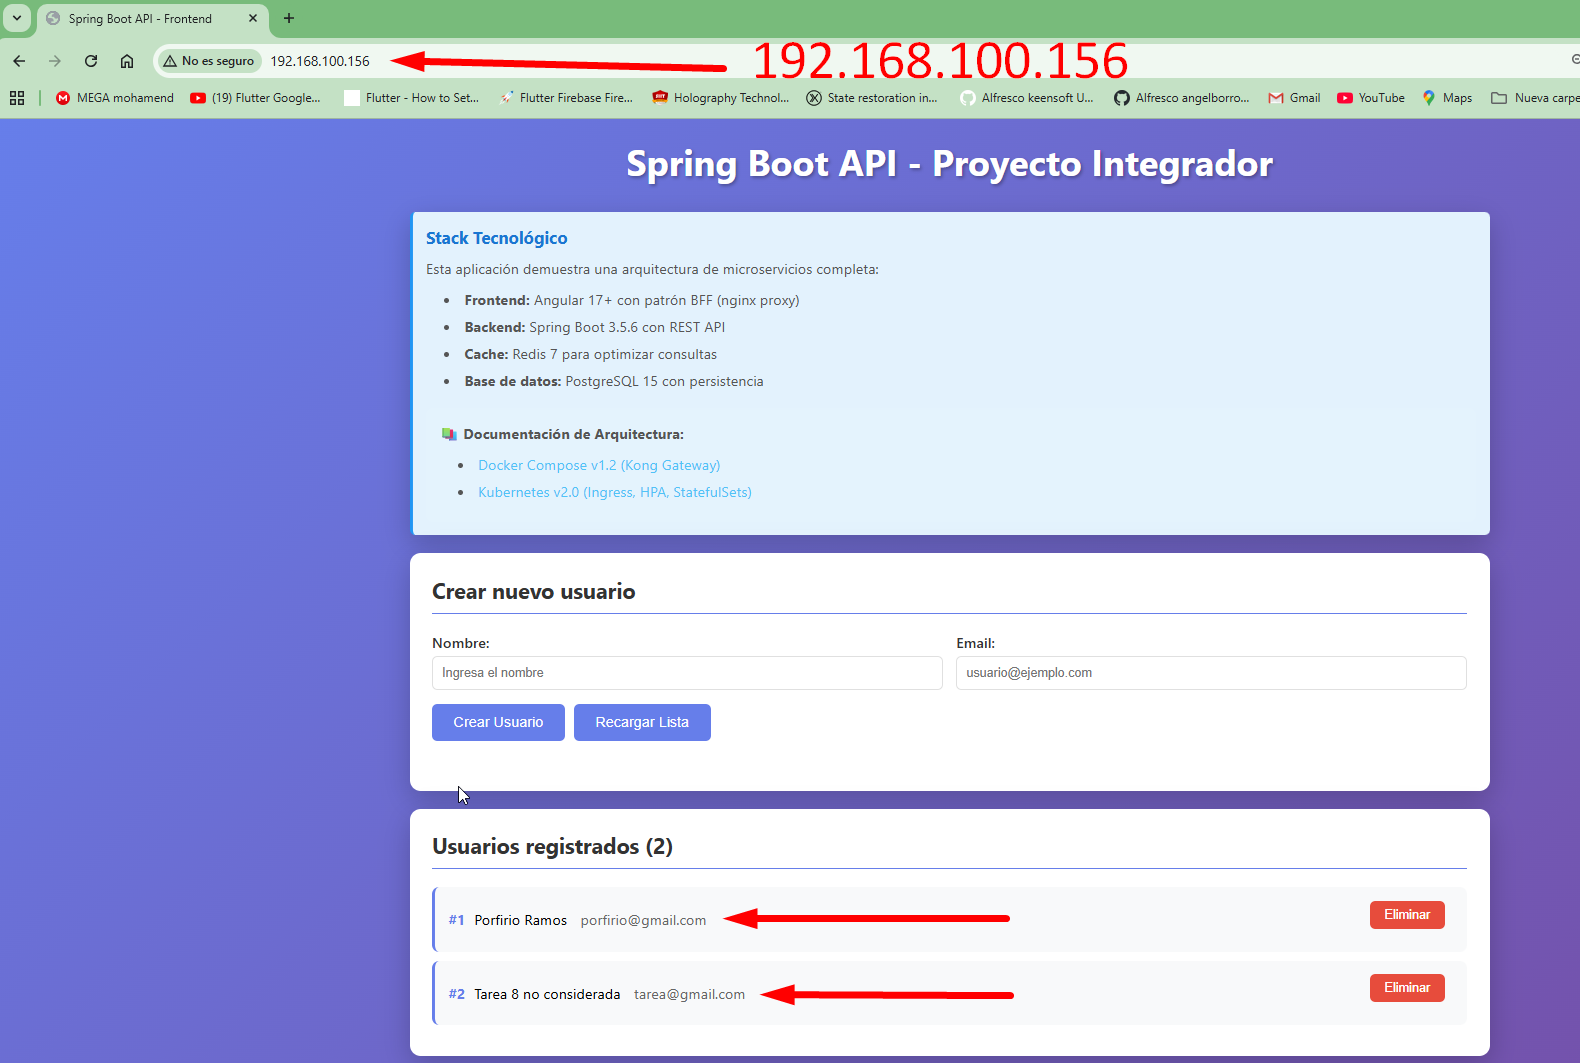 Spring Boot API - Frontend
No es seguro
192.168.100.156
192.168.100.156
MEGA mohamend
(19) Flutter Google...
Flutter - How to Set...
Flutter Firebase Fire...
Holography Technol...
State restoration in...
Alfresco keensoft U...
Alfresco angelborro...
Gmail
YouTube
Maps
Nueva carpe
Spring Boot API - Proyecto Integrador
Stack Tecnológico
Esta aplicación demuestra una arquitectura de microservicios completa:
Frontend: Angular 17+ con patrón BFF (nginx proxy)
Backend: Spring Boot 3.5.6 con REST API
Cache: Redis 7 para optimizar consultas
Base de datos: PostgreSQL 15 con persistencia
Documentación de Arquitectura:
Docker Compose v1.2 (Kong Gateway)
Kubernetes v2.0 (Ingress, HPA, StatefulSets)
Crear nuevo usuario
Nombre:
Email:
Ingresa el nombre
usuario@ejemplo.com
Crear Usuario
Recargar Lista
Usuarios registrados (2)
#1 Porfirio Ramos porfirio@gmail.com
Eliminar
#2 Tarea 8 no considerada tarea@gmail.com
Eliminar